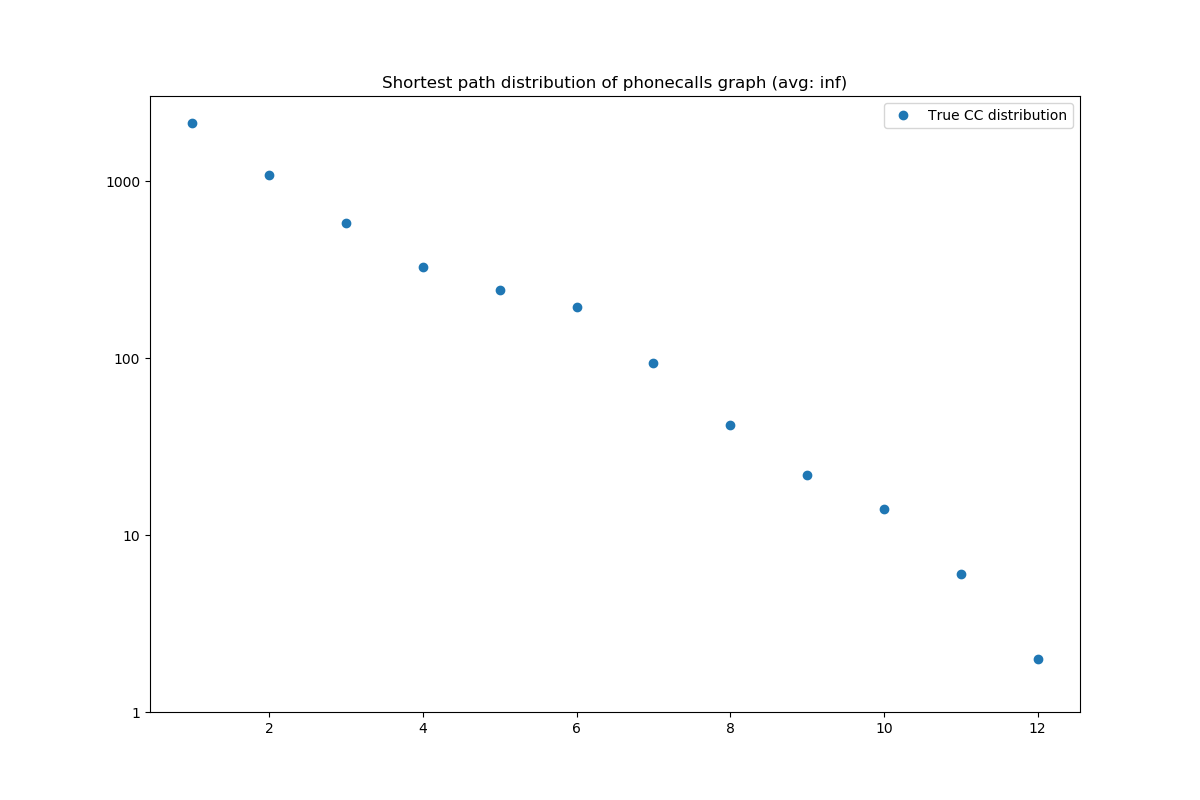 Shortest path distribution of phonecalls graph (avg: inf)
True CC distribution
1000
100
10
1
2 4 6 8 10 12